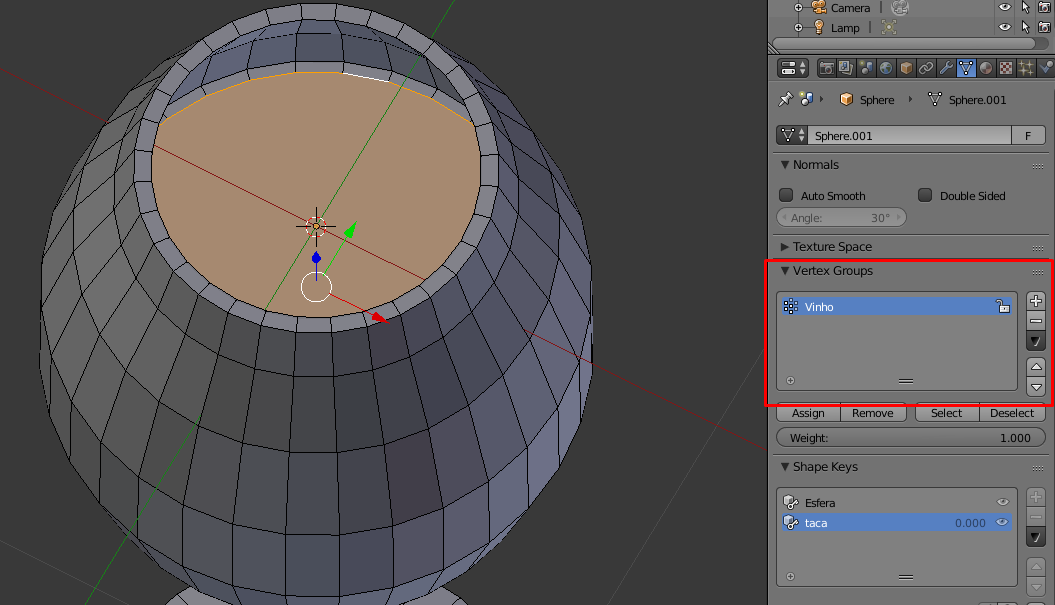 Camera
Lamp
Sphere Sphere.001
Sphere.001 F
Normals
Auto Smooth Double Sided
Angle: 30°
Texture Space
Vertex Groups
Vinho
Assign Remove Select Deselect
Weight: 1.000
Shape Keys
Esfera
taca 0.000